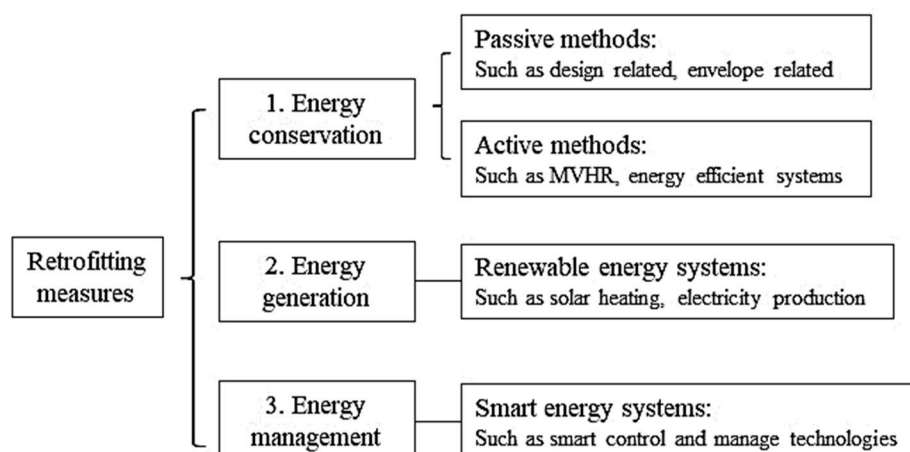 Retrofitting
measures
1. Energy
conservation
Passive methods:
Such as design related, envelope related
Active methods:
Such as MVHR, energy efficient systems
2. Energy
generation
Renewable energy systems:
Such as solar heating, electricity production
3. Energy
management
Smart energy systems:
Such as smart control and manage technologies